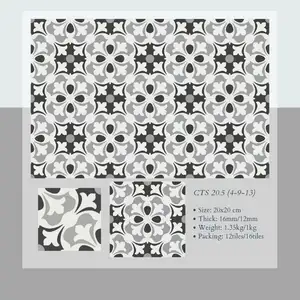 CTS 20.5 (4-9-13)
• Size: 20x20 cm
• Thick: 16mm/12mm
• Weight: 1.35kg/1kg
• Packing: 12tiles/16tiles